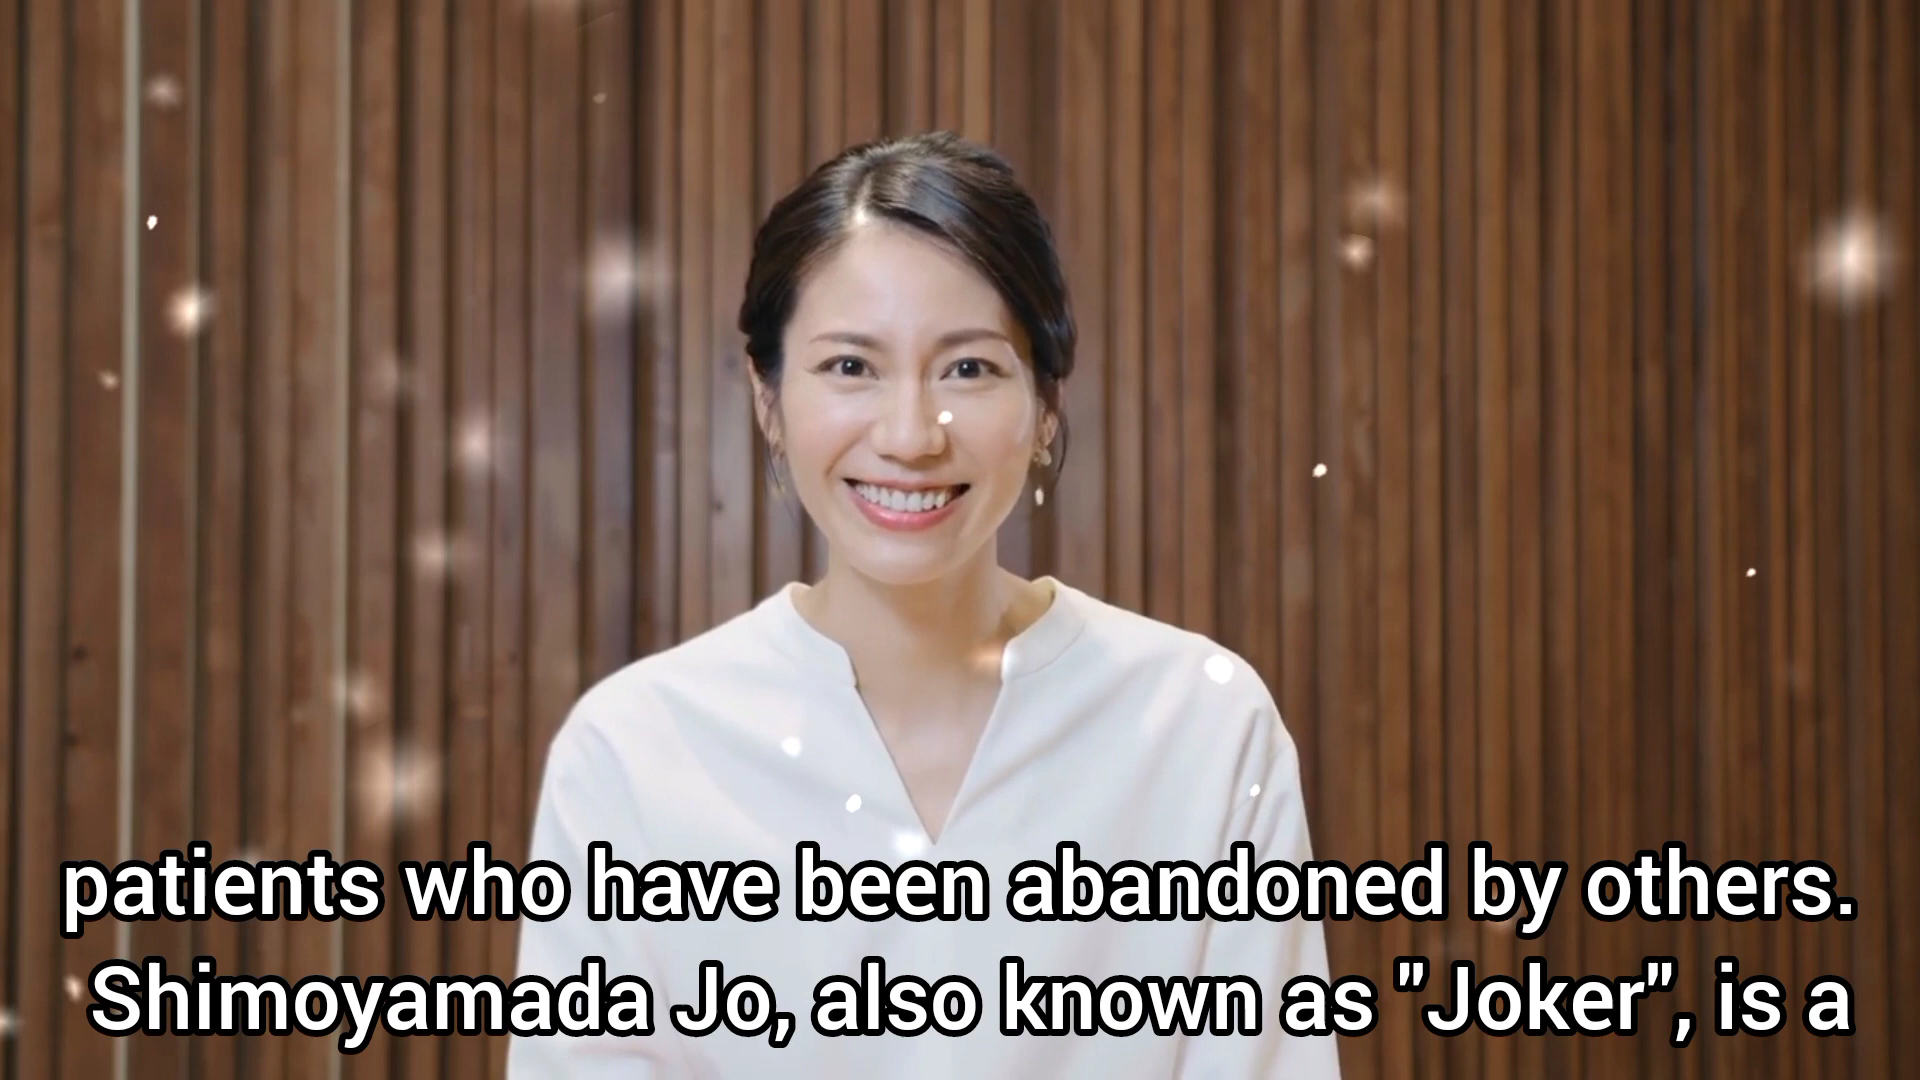 patients who have been abandoned by others.
Shimoyamada Jo, also known as "Joker", is a